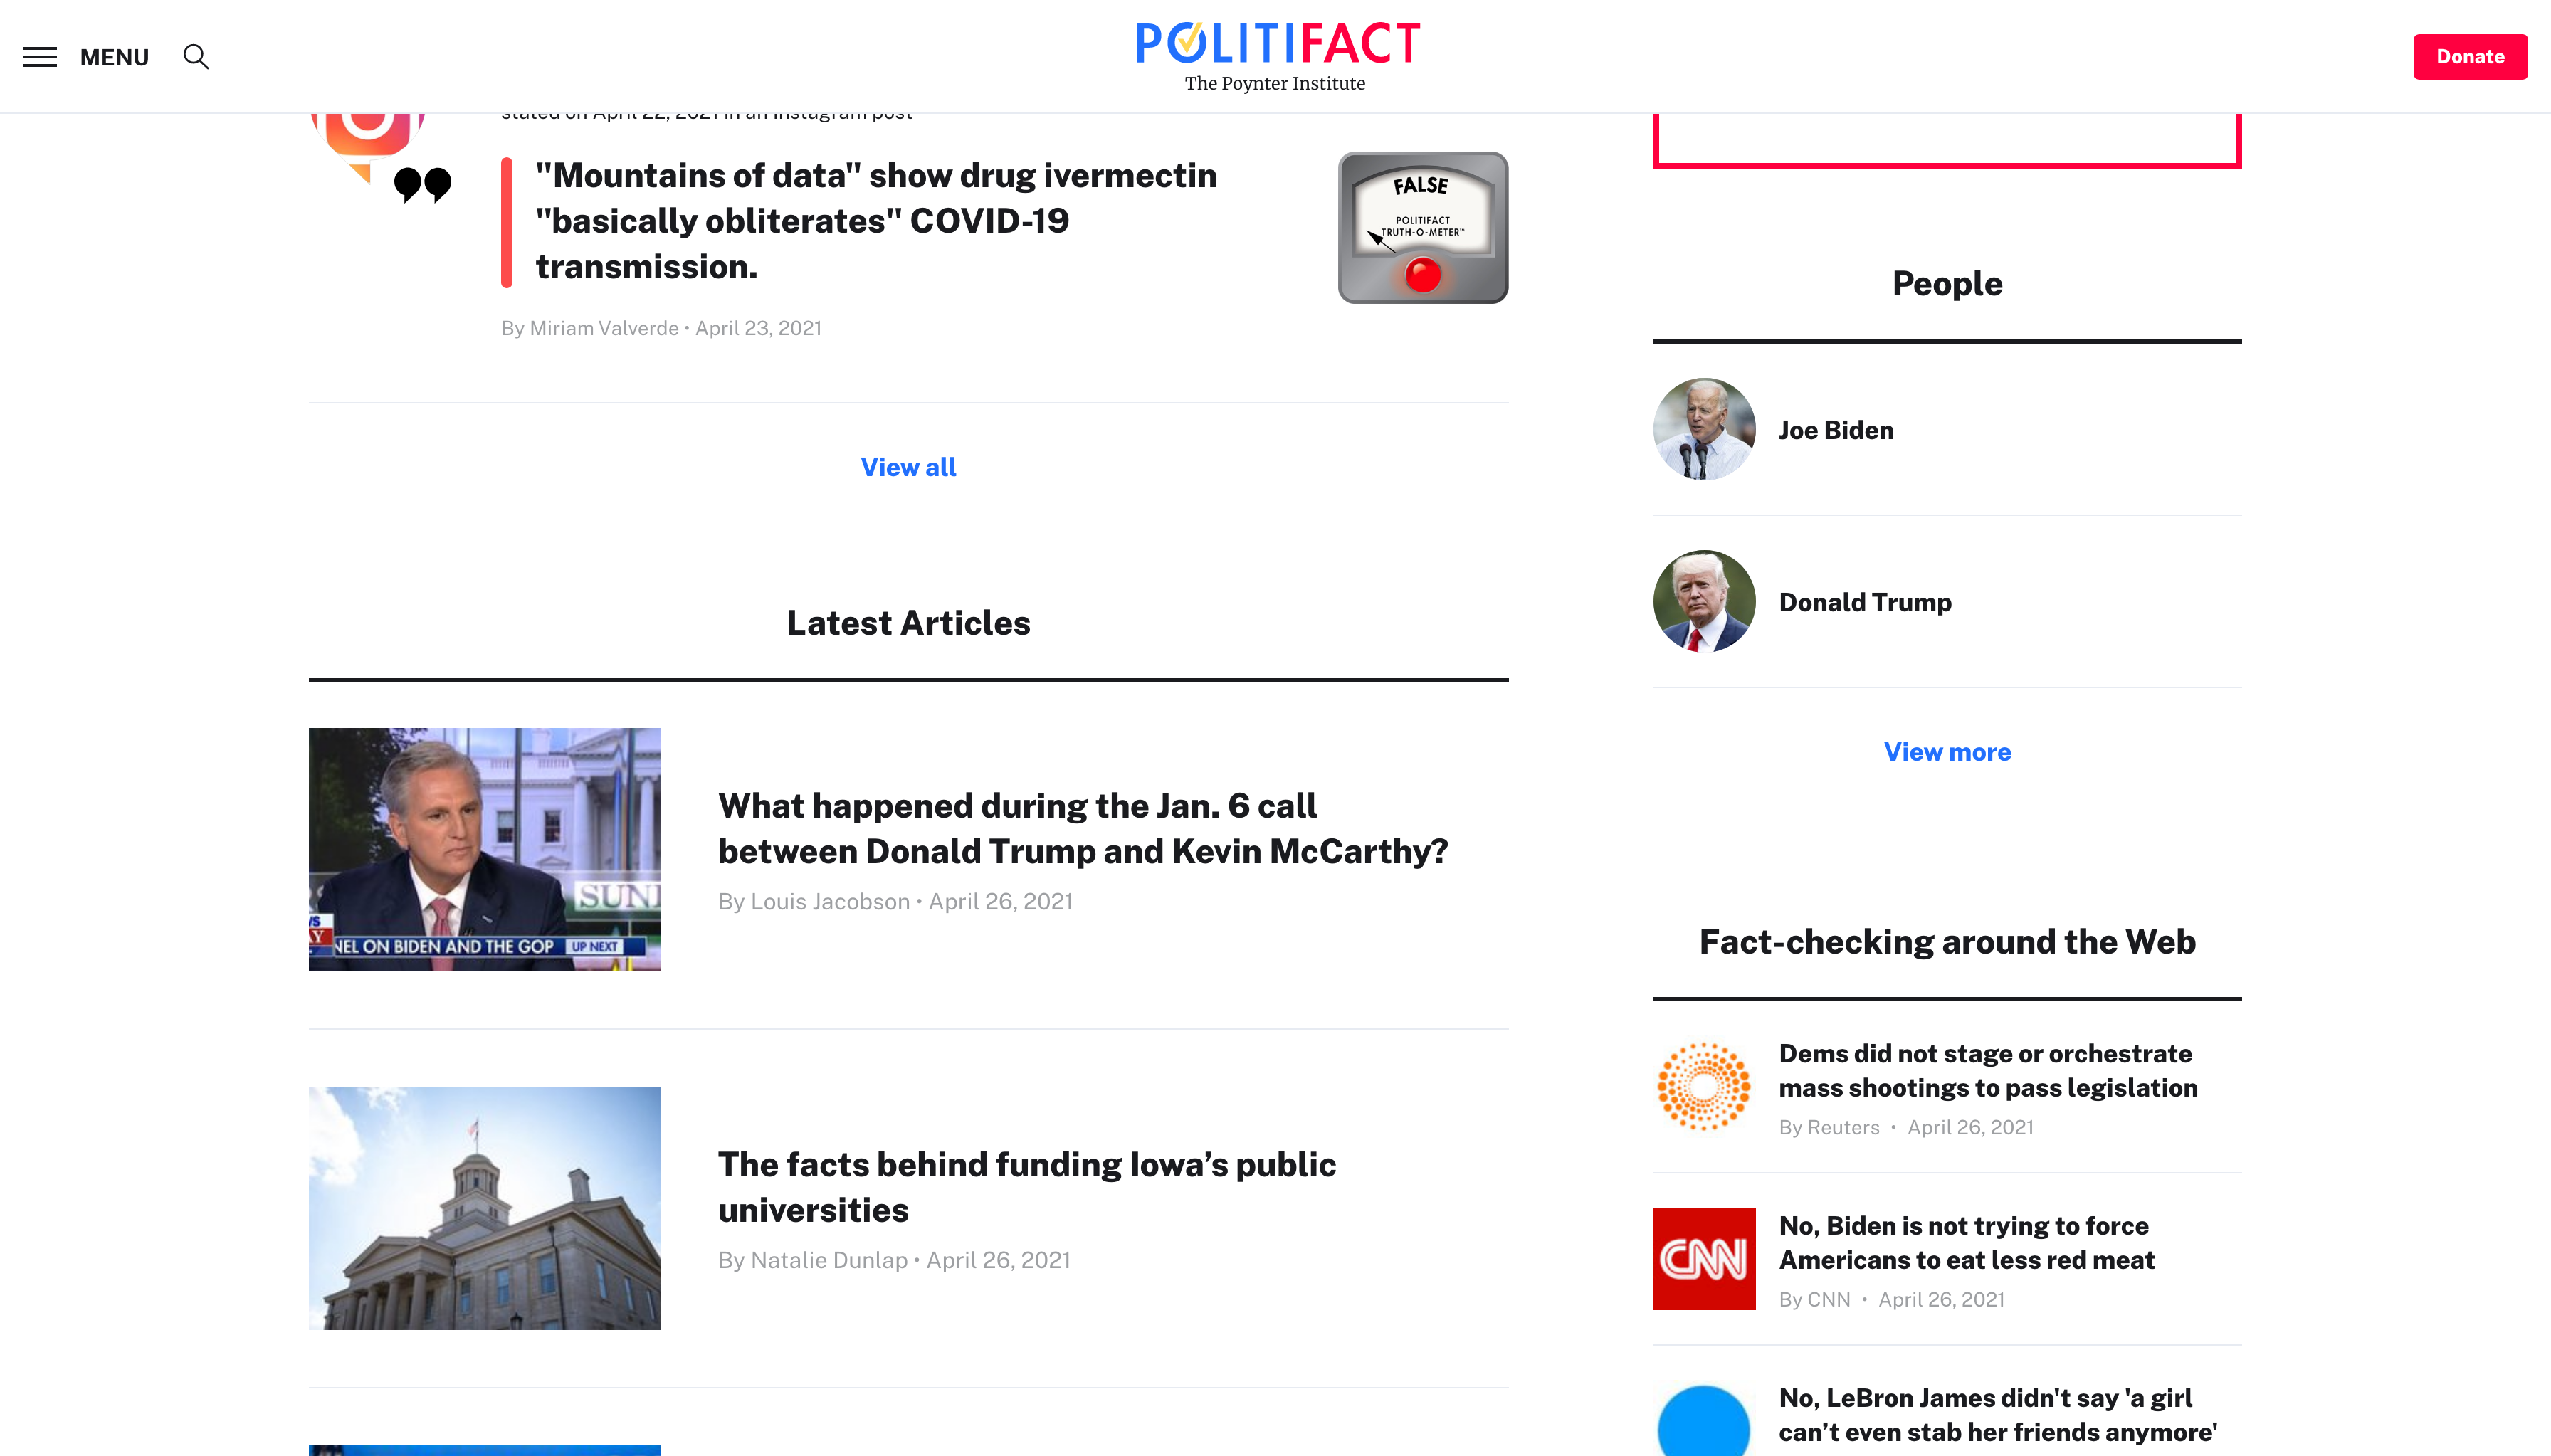 MENU
POLITIFACT
The Poynter Institute
Donate
stated on April 22, 2021 in an Instagram post
"Mountains of data" show drug ivermectin
"basically obliterates" COVID-19
transmission.
FALSE
POLITIFACT
TRUTH-O-METER™
By Miriam Valverde • April 23, 2021
View all
Latest Articles
SUN
NEL ON BIDEN AND THE GOP
UP NEXT
What happened during the Jan. 6 call
between Donald Trump and Kevin McCarthy?
By Louis Jacobson • April 26, 2021
The facts behind funding Iowa’s public
universities
By Natalie Dunlap • April 26, 2021
People
Joe Biden
Donald Trump
View more
Fact-checking around the Web
Dems did not stage or orchestrate
mass shootings to pass legislation
By Reuters • April 26, 2021
CNN
No, Biden is not trying to force
Americans to eat less red meat
By CNN • April 26, 2021
No, LeBron James didn't say 'a girl
can’t even stab her friends anymore'